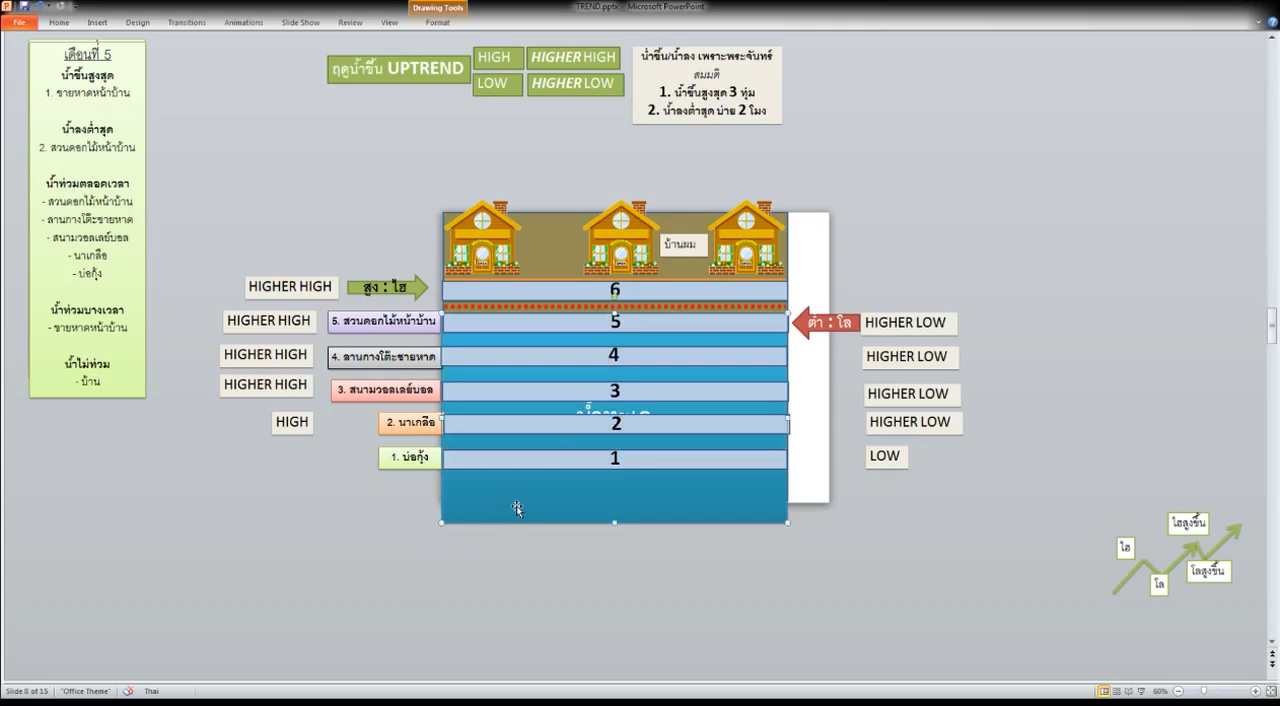 TREND.pptx - Microsoft PowerPoint
Drawing Tools
File Home Insert Design Transitions Animations Slide Show Review View Format
เดือนที่ 5
น้ำขึ้นสูงสุด
1. ชายหาดหน้าบ้าน
น้ำลงต่ำสุด
2. สวนดอกไม้หน้าบ้าน
น้ำท่วมตลอดเวลา
- สวนดอกไม้หน้าบ้าน
- ลานกางโต๊ะชายหาด
- สนามวอลเลย์บอล
- นาเกลือ
- บ่อกุ้ง
น้ำท่วมบางเวลา
- ชายหาดหน้าบ้าน
น้ำไม่ท่วม
- บ้าน
ฤดูน้ำขึ้น UPTREND
HIGH HIGHER HIGH
LOW HIGHER LOW
น้ำขึ้น/น้ำลง เพราะพระจันทร์
สมมติ
1. น้ำขึ้นสูงสุด 3 ทุ่ม
2. น้ำลงต่ำสุด บ่าย 2 โมง
บ้านผม
HIGHER HIGH สูง : ไฮ 6
HIGHER HIGH 5. สวนดอกไม้หน้าบ้าน 5 ต่ำ : โล HIGHER LOW
HIGHER HIGH 4. ลานกางโต๊ะชายหาด 4 HIGHER LOW
HIGHER HIGH 3. สนามวอลเลย์บอล 3 HIGHER LOW
HIGH 2. นาเกลือ 2 HIGHER LOW
1. บ่อกุ้ง 1 LOW
ไฮสูงขึ้น
ไฮ
โลสูงขึ้น
โล
Slide 8 of 15 "Office Theme" Thai 60%